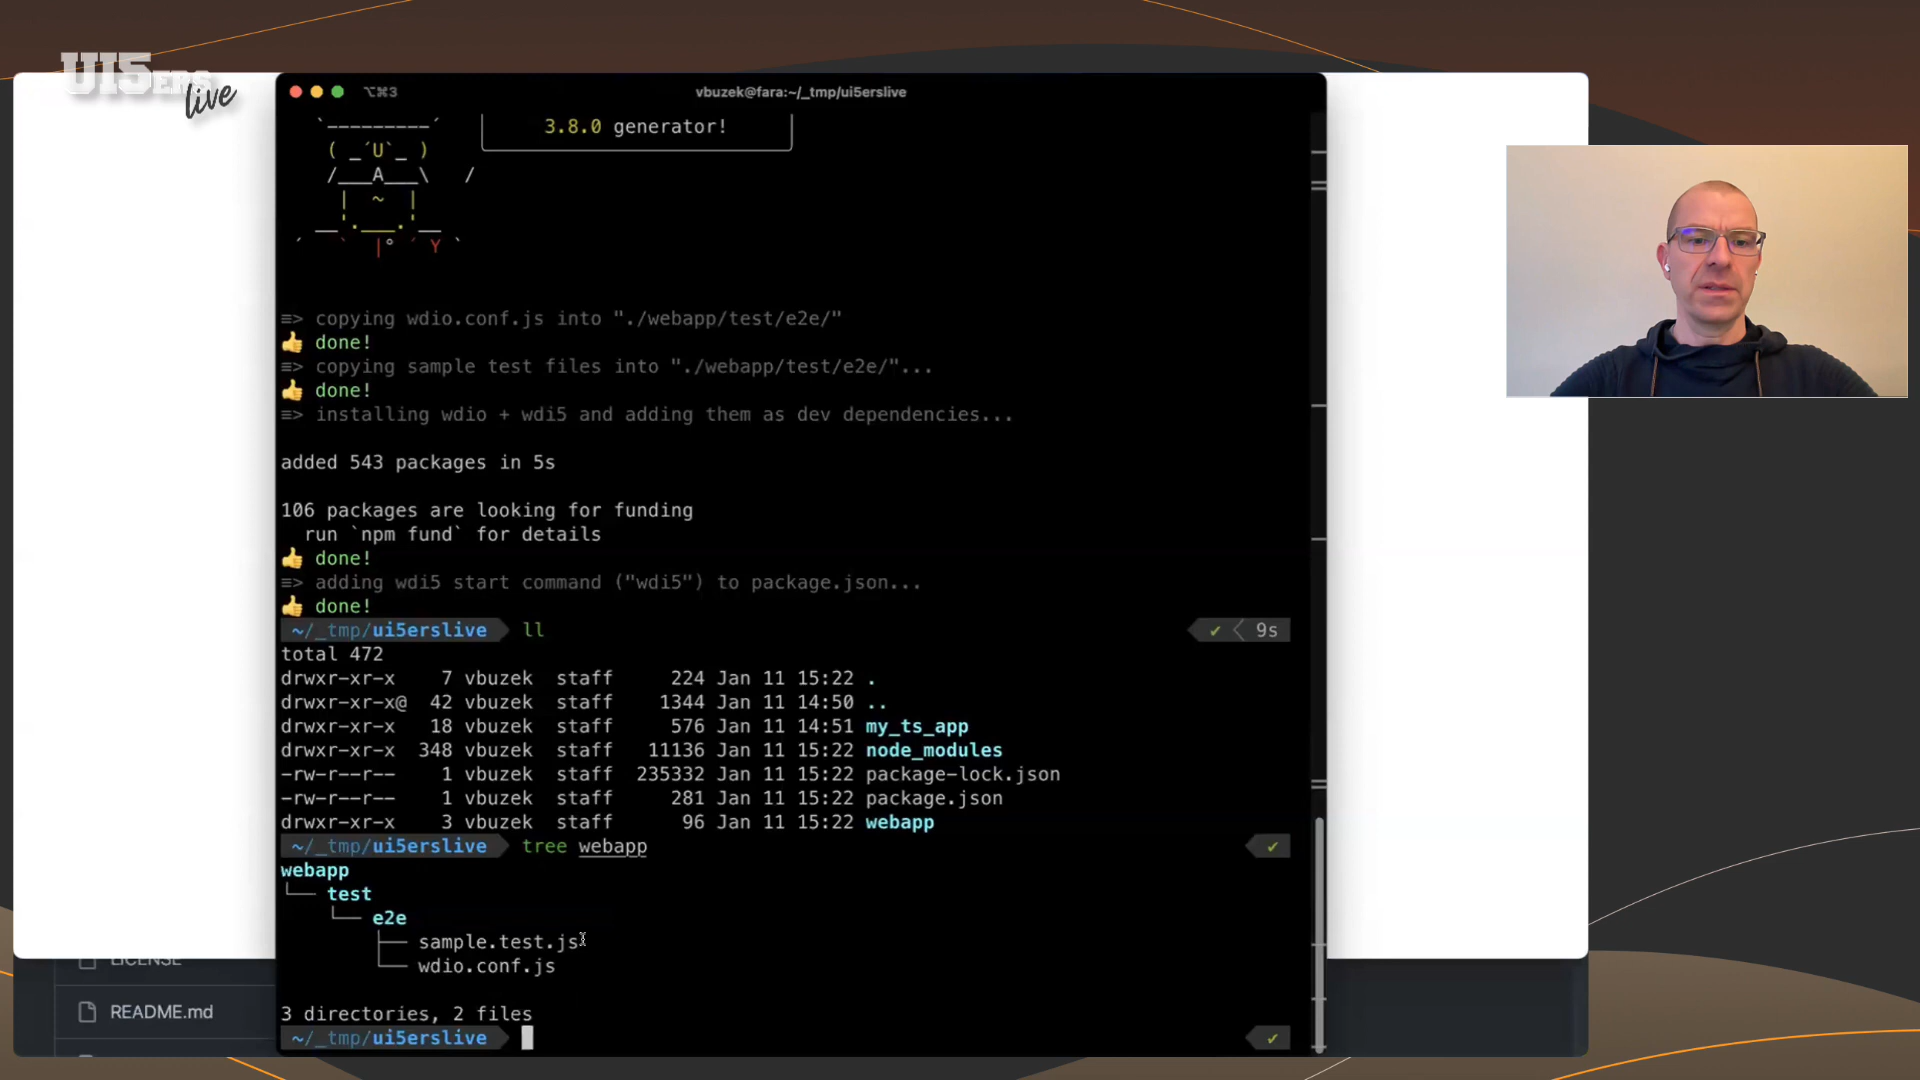 UI5ers live
⌥⌘3
vbuzek@fara:~/_tmp/ui5erslive
3.8.0 generator!
≡> copying wdio.conf.js into "./webapp/test/e2e/"
👍 done!
≡> copying sample test files into "./webapp/test/e2e/"...
👍 done!
≡> installing wdio + wdi5 and adding them as dev dependencies...
added 543 packages in 5s
106 packages are looking for funding
run `npm fund` for details
👍 done!
≡> adding wdi5 start command ("wdi5") to package.json...
👍 done!
~/_tmp/ui5erslive ll ✔ 9s
total 472
drwxr-xr-x 7 vbuzek staff 224 Jan 11 15:22 .
drwxr-xr-x@ 42 vbuzek staff 1344 Jan 11 14:50 ..
drwxr-xr-x 18 vbuzek staff 576 Jan 11 14:51 my_ts_app
drwxr-xr-x 348 vbuzek staff 11136 Jan 11 15:22 node_modules
-rw-r--r-- 1 vbuzek staff 235332 Jan 11 15:22 package-lock.json
-rw-r--r-- 1 vbuzek staff 281 Jan 11 15:22 package.json
drwxr-xr-x 3 vbuzek staff 96 Jan 11 15:22 webapp
~/_tmp/ui5erslive tree webapp ✔
webapp
└── test
└── e2e
├── sample.test.js
└── wdio.conf.js
3 directories, 2 files
~/_tmp/ui5erslive ✔
LICENSE
README.md